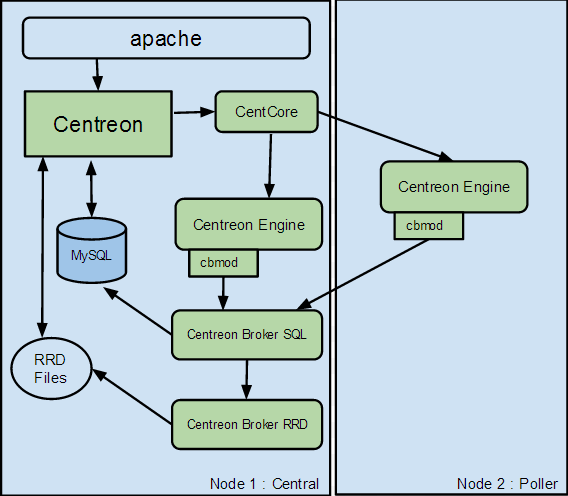 apache
Centreon
CentCore
Centreon Engine
cbmod
Centreon Engine
cbmod
MySQL
Centreon Broker SQL
RRD
Files
Centreon Broker RRD
Node 1 : Central
Node 2 : Poller